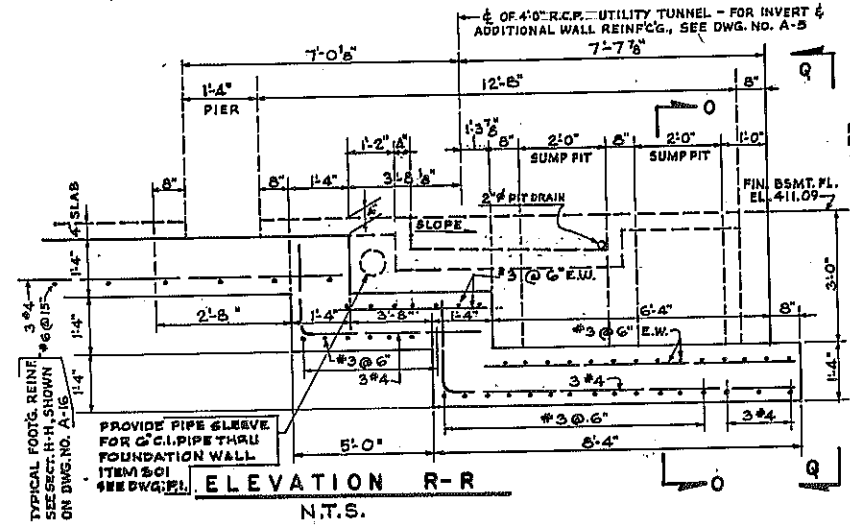 ₵ OF 4'-0" R.C.P. UTILITY TUNNEL - FOR INVERT &
ADDITIONAL WALL REINF'C'G., SEE DWG. NO. A-5
7'-0⅛"
7'-7⅞"
Q
12'-8"
8"
1'-4"
PIER
O
1'-3⅞"
8"
2'-0"
8"
2'-0"
1'-0"
SUMP PIT
SUMP PIT
1'-2"
4"
8"
8"
1'-4"
3'-8⅛"
2"⌀ PIT DRAIN
FIN. BSMT. FL.
EL. 411.09
4" SLAB
SLOPE
1'-4"
#3 @ 6" E.W.
3'-0"
3 #4
#6@15"
2'-8"
1'-4"
3'-8"
1'-4"
6'-4"
8"
#3 @ 6" E.W.
1'-4"
#3 @ 6"
3 #4
3 #4
1'-4"
1'-4"
#3 @ 6"
3 #4
TYPICAL FOOT'G. REINF.
SEE SECT. H-H, SHOWN
ON DWG. NO. A-16
PROVIDE PIPE SLEEVE
FOR 6" C.I. PIPE THRU
FOUNDATION WALL
ITEM 301
SEE DWG. P.I.
5'-0"
8'-4"
ELEVATION R-R
O
Q
N.T.S.